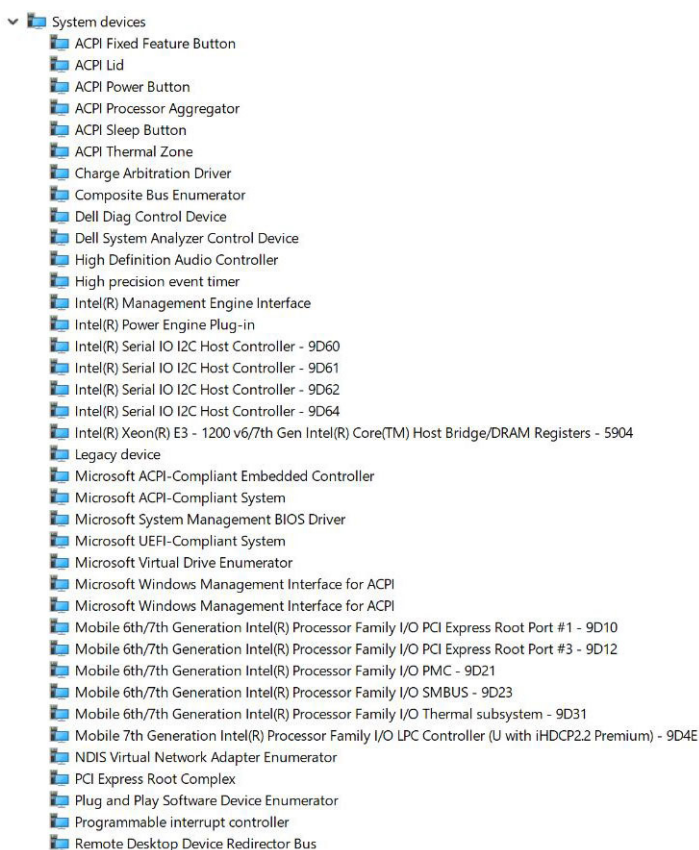 System devices
ACPI Fixed Feature Button
ACPI Lid
ACPI Power Button
ACPI Processor Aggregator
ACPI Sleep Button
ACPI Thermal Zone
Charge Arbitration Driver
Composite Bus Enumerator
Dell Diag Control Device
Dell System Analyzer Control Device
High Definition Audio Controller
High precision event timer
Intel(R) Management Engine Interface
Intel(R) Power Engine Plug-in
Intel(R) Serial IO I2C Host Controller - 9D60
Intel(R) Serial IO I2C Host Controller - 9D61
Intel(R) Serial IO I2C Host Controller - 9D62
Intel(R) Serial IO I2C Host Controller - 9D64
Intel(R) Xeon(R) E3 - 1200 v6/7th Gen Intel(R) Core(TM) Host Bridge/DRAM Registers - 5904
Legacy device
Microsoft ACPI-Compliant Embedded Controller
Microsoft ACPI-Compliant System
Microsoft System Management BIOS Driver
Microsoft UEFI-Compliant System
Microsoft Virtual Drive Enumerator
Microsoft Windows Management Interface for ACPI
Microsoft Windows Management Interface for ACPI
Mobile 6th/7th Generation Intel(R) Processor Family I/O PCI Express Root Port #1 - 9D10
Mobile 6th/7th Generation Intel(R) Processor Family I/O PCI Express Root Port #3 - 9D12
Mobile 6th/7th Generation Intel(R) Processor Family I/O PMC - 9D21
Mobile 6th/7th Generation Intel(R) Processor Family I/O SMBUS - 9D23
Mobile 6th/7th Generation Intel(R) Processor Family I/O Thermal subsystem - 9D31
Mobile 7th Generation Intel(R) Processor Family I/O LPC Controller (U with iHDCP2.2 Premium) - 9D4E
NDIS Virtual Network Adapter Enumerator
PCI Express Root Complex
Plug and Play Software Device Enumerator
Programmable interrupt controller
Remote Desktop Device Redirector Bus